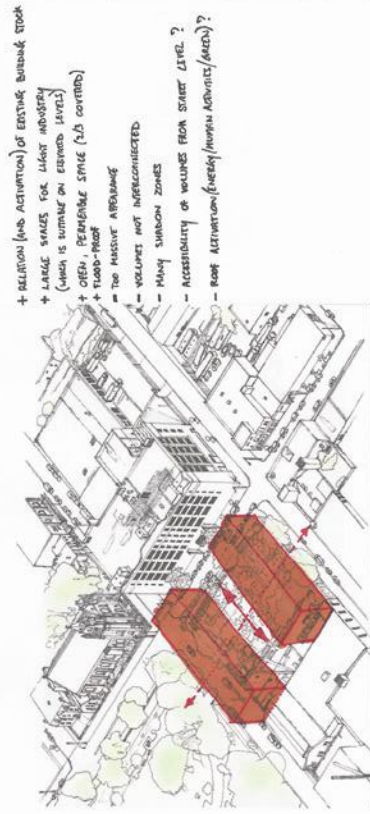 + RELATION (AND ACTIVATION) OF EXISTING BUILDING STOCK
+ LARGE SPACES FOR LIGHT INDUSTRY
(WHICH IS SUITABLE ON ELEVATED LEVELS)
+ OPEN, PERMEABLE SPACE (2/3 COVERED)
+ FLOOD-PROOF
- TOO MASSIVE APPEARANCE
- VOLUMES NOT INTERCONNECTED
- MANY SHADOW ZONES
- ACCESSIBILITY OF VOLUMES FROM STREET LEVEL ?
- ROOF ACTIVATION (ENERGY/HUMAN ACTIVITIES/GREEN) ?